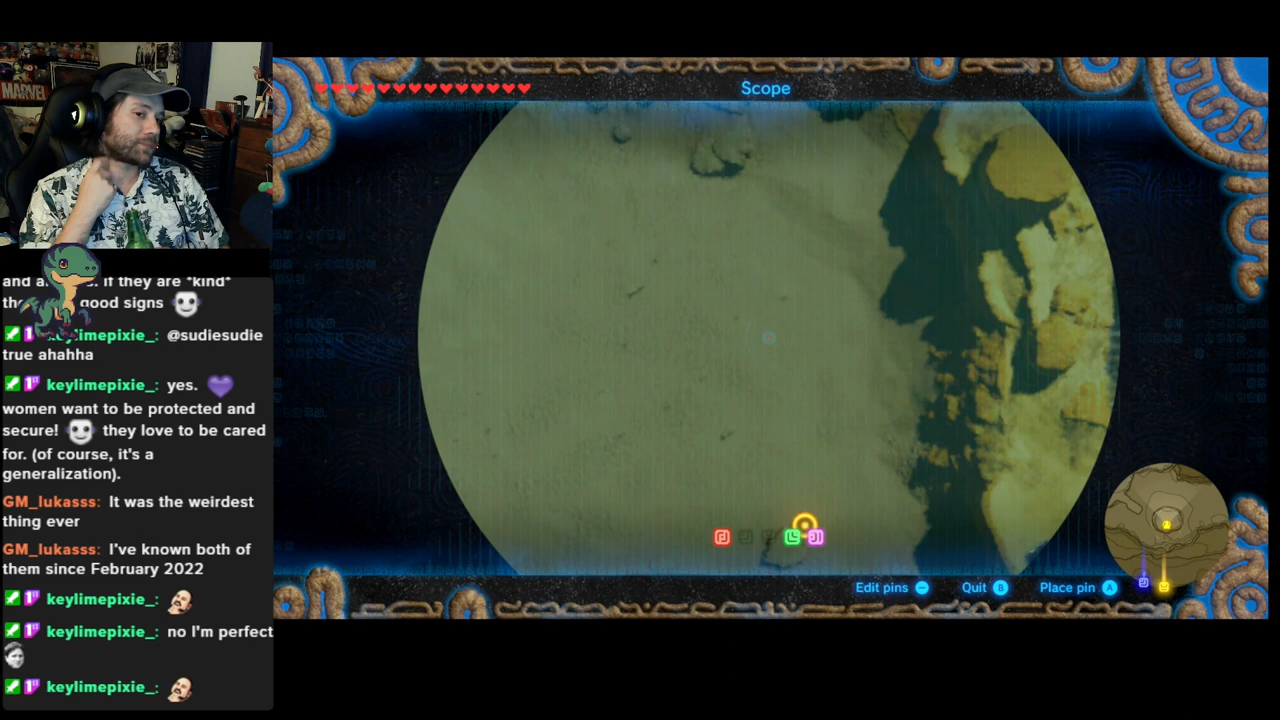 MARVEL
Scope
and a
if they are *kind*
good signs
keylimepixie_: @sudiesudie
true ahahha
keylimepixie_: yes.
women want to be protected and
secure! they love to be cared
for. (of course, it's a
generalization).
GM_lukasss: It was the weirdest
thing ever
GM_lukasss: I've known both of
them since February 2022
keylimepixie_:
keylimepixie_: no I'm perfect
keylimepixie_:
Edit pins
Quit B
Place pin A